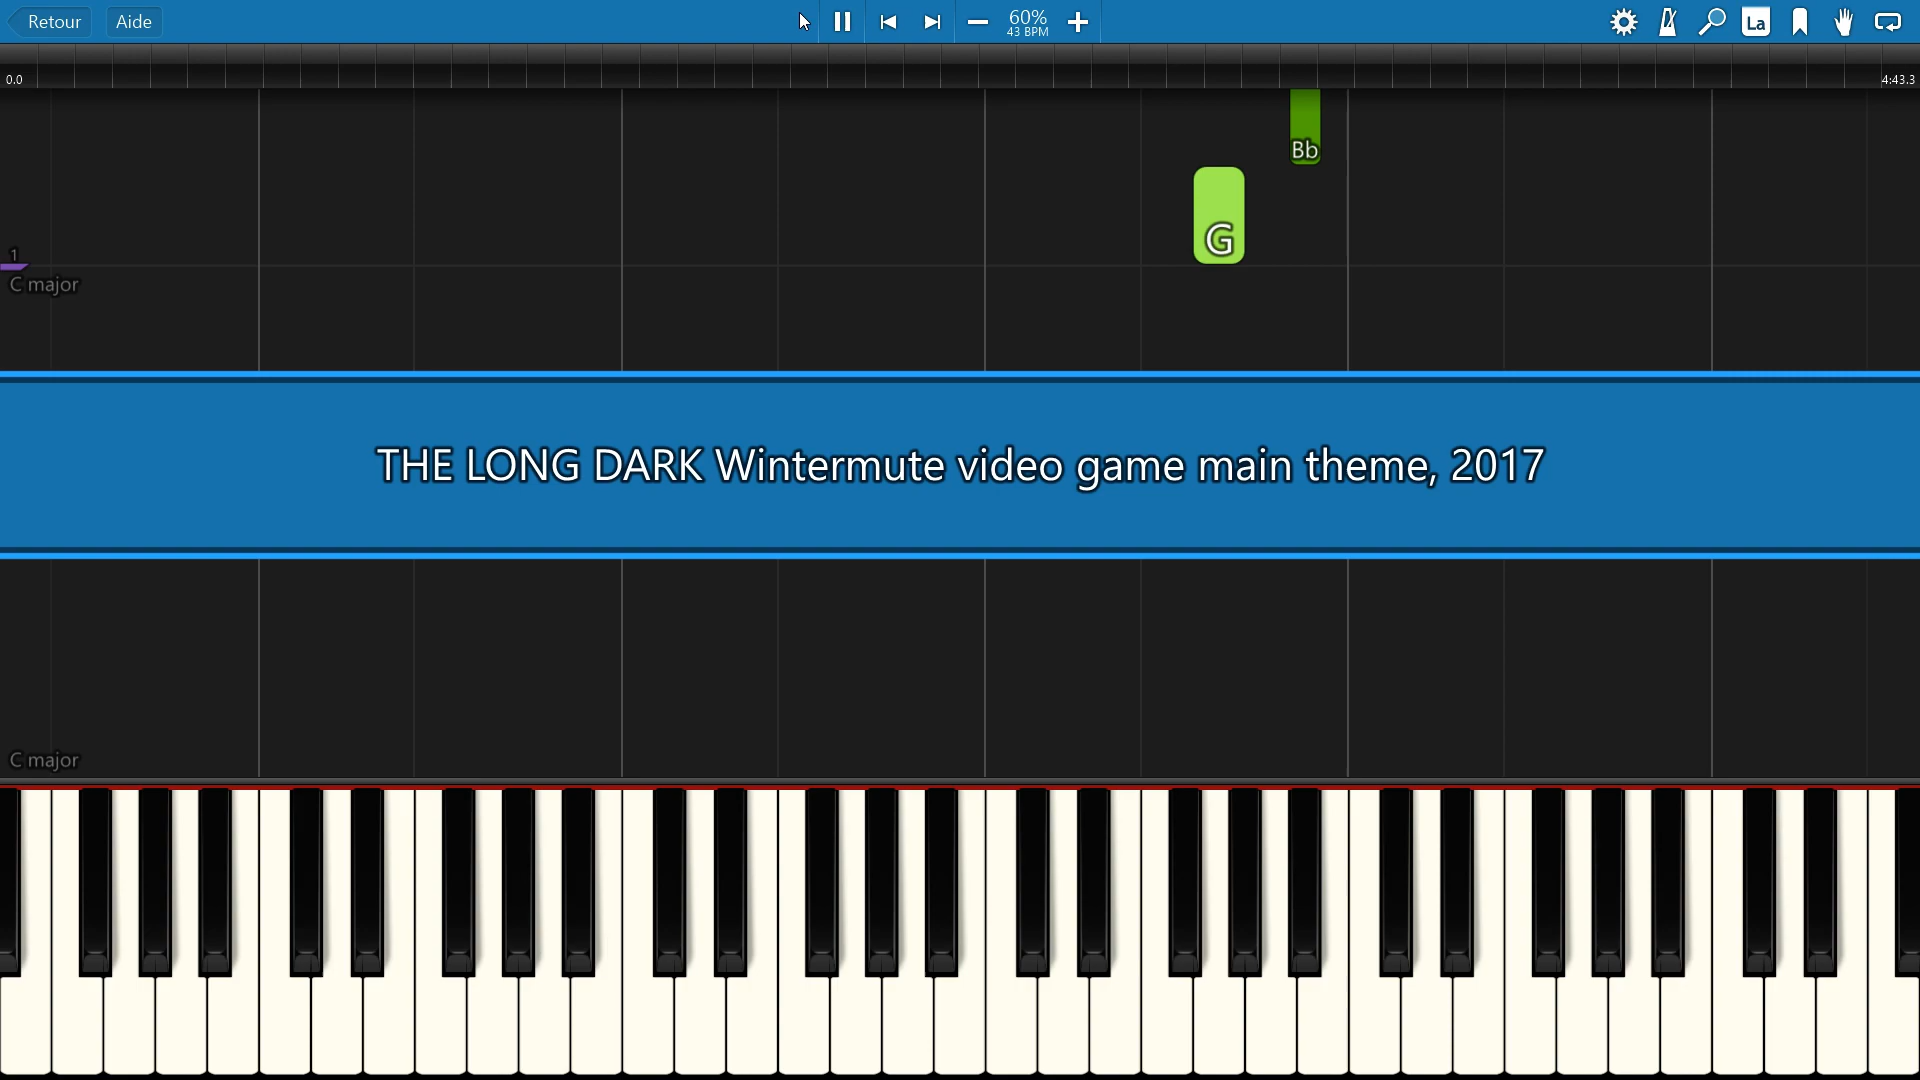 Retour
Aide
60%
43 BPM
La
0.0
4:43.3
Bb
G
1
C major
THE LONG DARK Wintermute video game main theme, 2017
C major